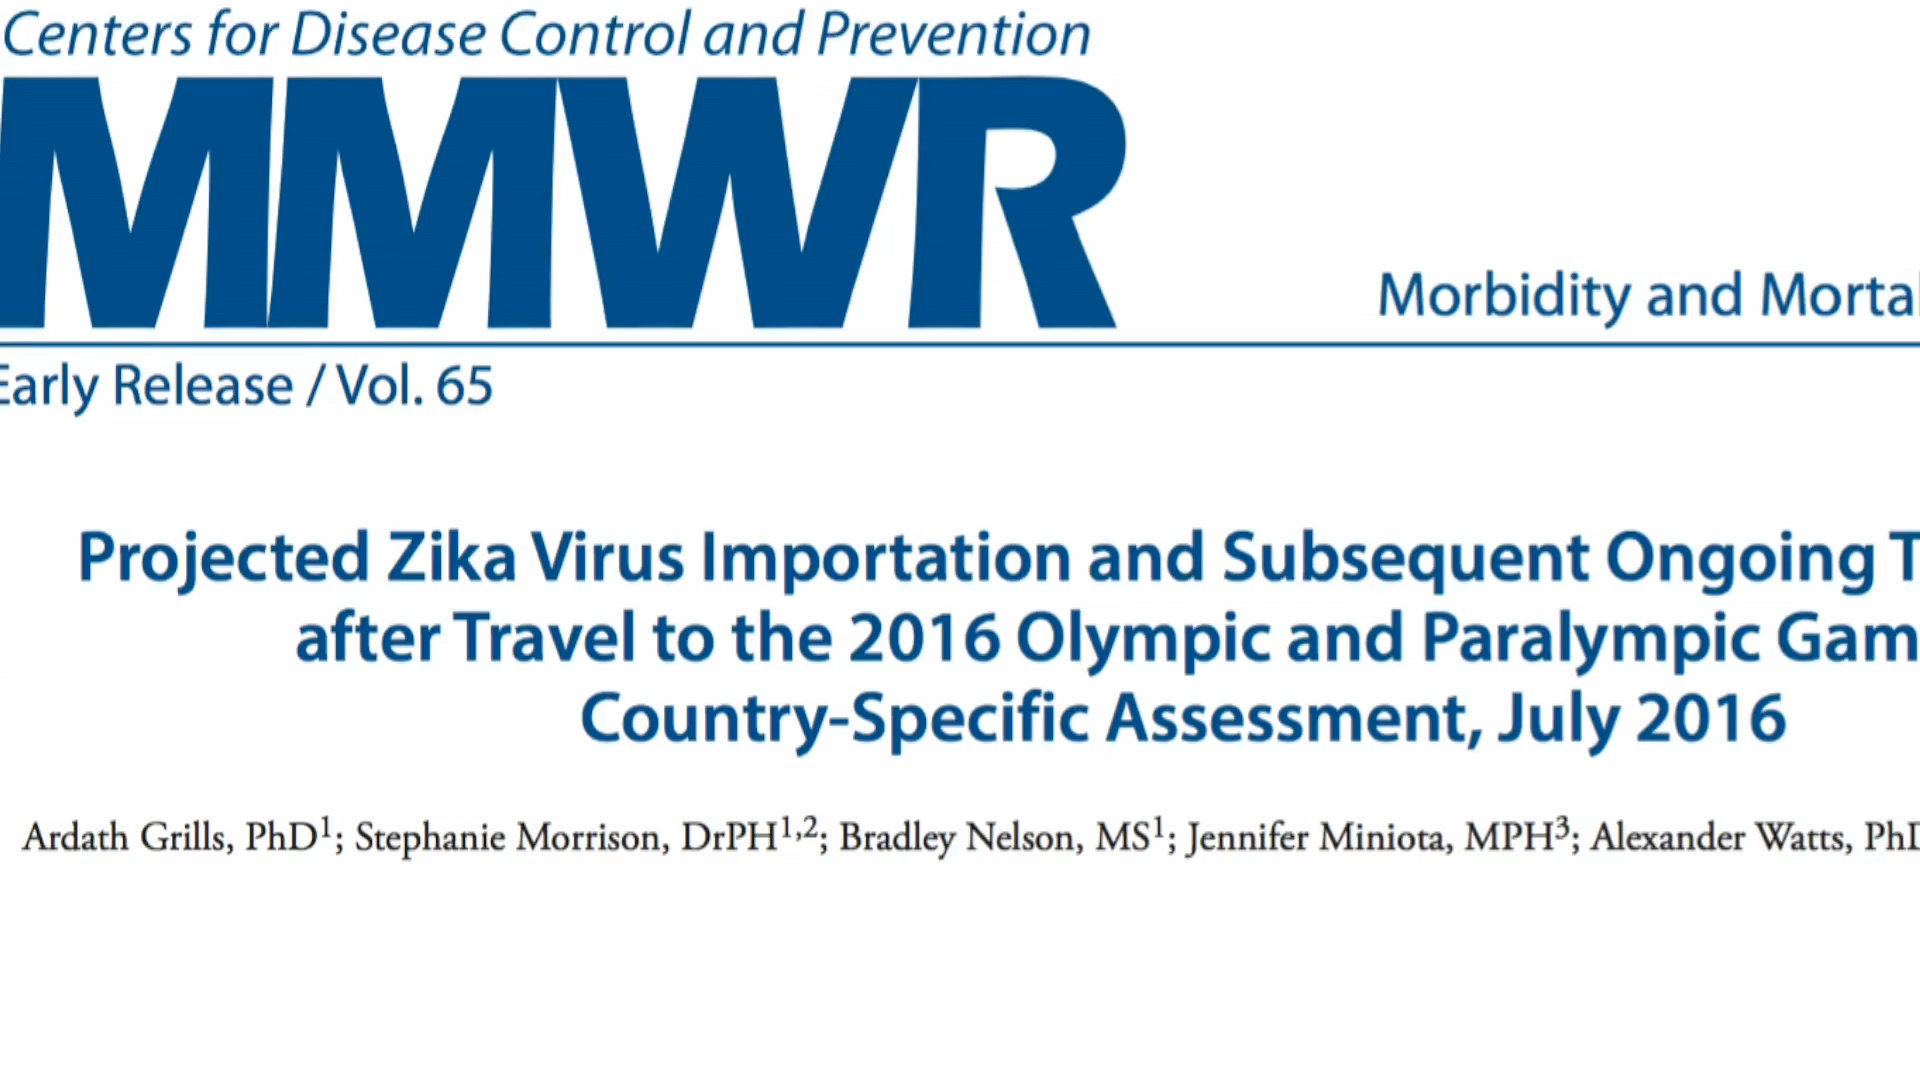 Centers for Disease Control and Prevention
MMWR
Morbidity and Mortal
Early Release / Vol. 65
Projected Zika Virus Importation and Subsequent Ongoing T
after Travel to the 2016 Olympic and Paralympic Gam
Country-Specific Assessment, July 2016
Ardath Grills, PhD1; Stephanie Morrison, DrPH1,2; Bradley Nelson, MS1; Jennifer Miniota, MPH3; Alexander Watts, PhD